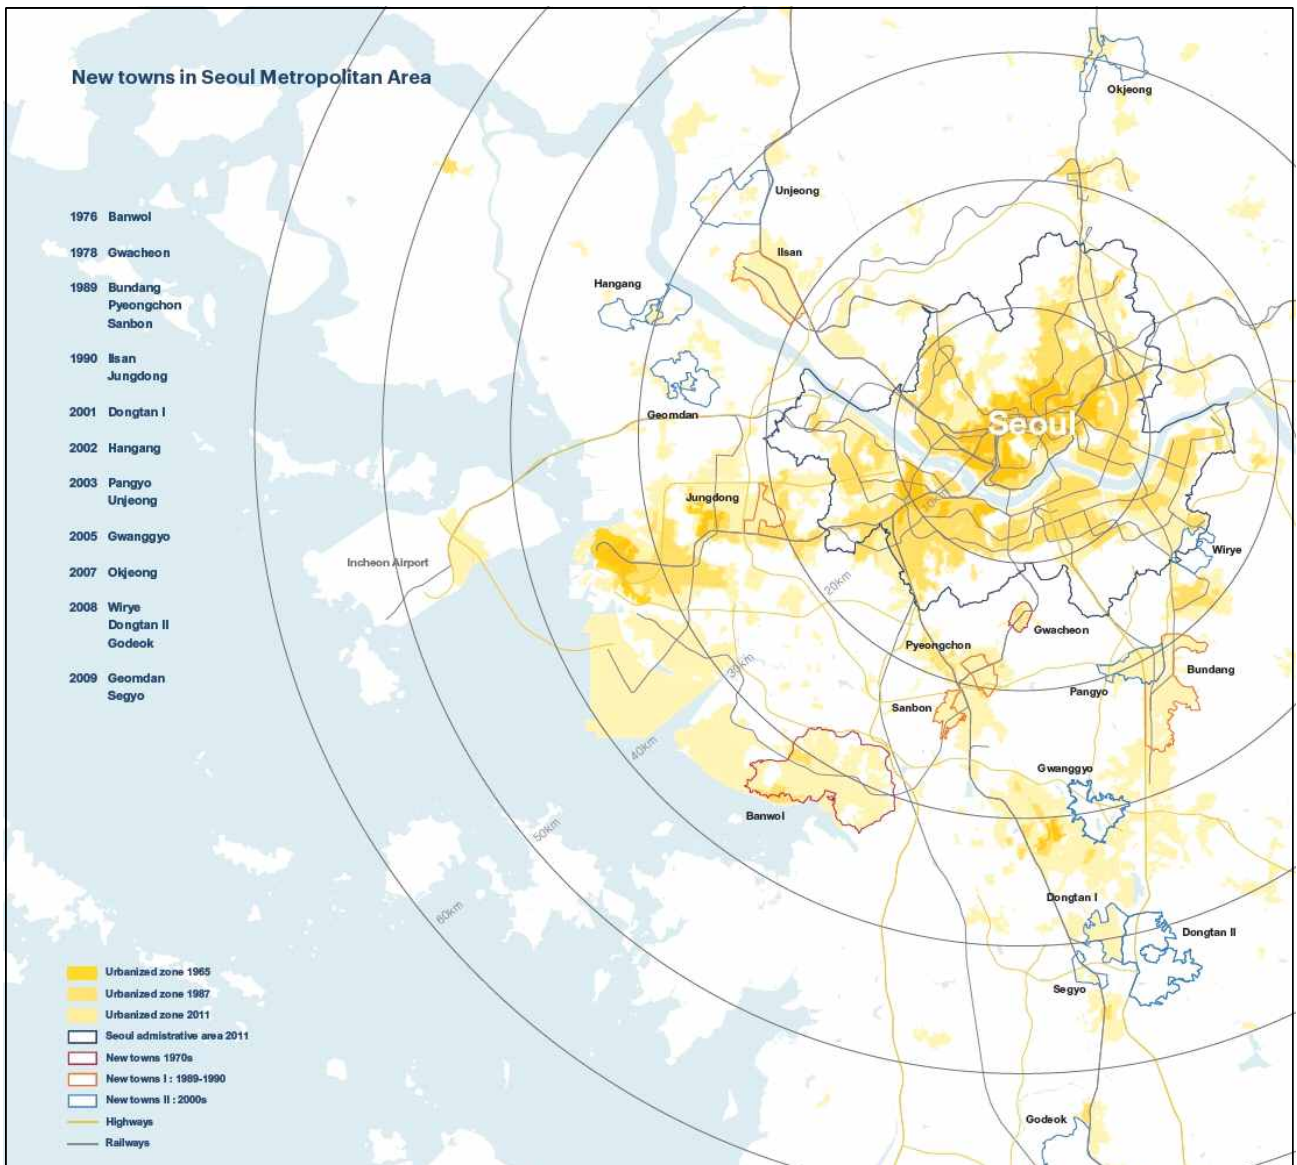 New towns in Seoul Metropolitan Area
1976 Banwol
1978 Gwacheon
1989 Bundang
Pyeongchon
Sanbon
1990 Ilsan
Jungdong
2001 Dongtan I
2002 Hangang
2003 Pangyo
Unjeong
2005 Gwanggyo
2007 Okjeong
2008 Wirye
Dongtan II
Godeok
2009 Geomdan
Segyo
Okjeong
Unjeong
Ilsan
Hangang
Geomdan
Seoul
Jungdong
10km
Incheon Airport
Wirye
20km
Gwacheon
Pyeongchon
30km
Bundang
Pangyo
Sanbon
40km
Gwanggyo
Banwol
50km
Dongtan I
60km
Dongtan II
Segyo
Godeok
Urbanized zone 1965
Urbanized zone 1987
Urbanized zone 2011
Seoul admistrative area 2011
New towns 1970s
New towns I : 1989-1990
New towns II : 2000s
Highways
Railways